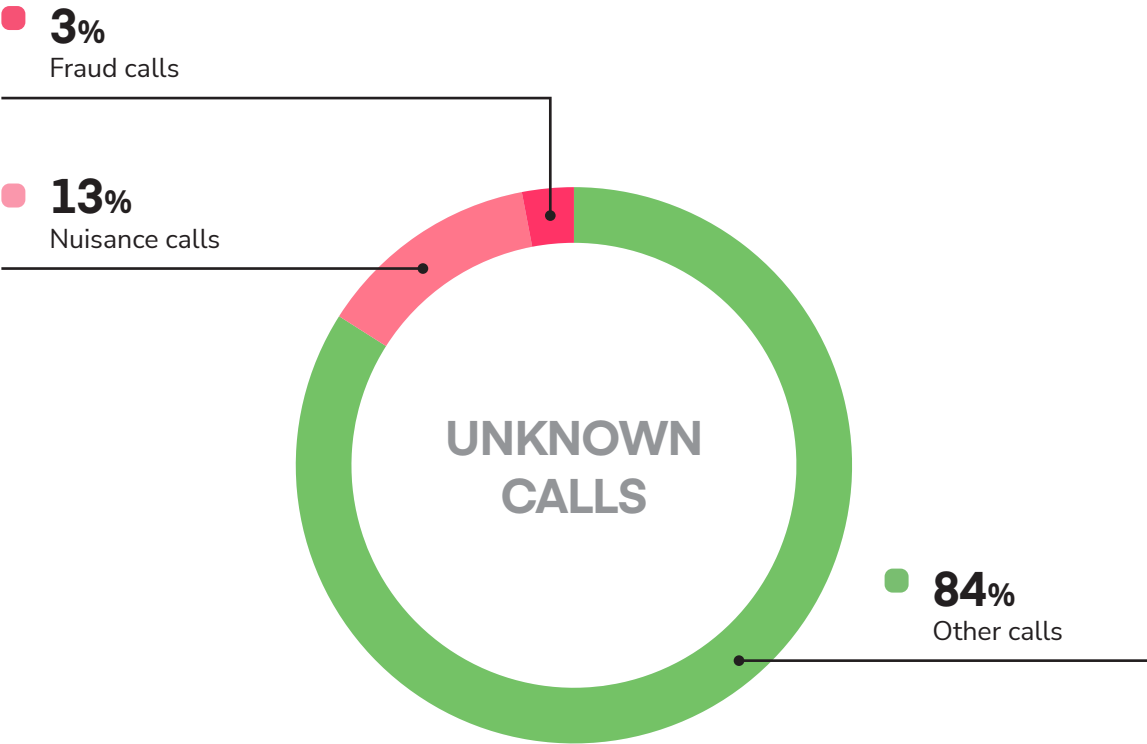 3%
Fraud calls
13%
Nuisance calls
UNKNOWN
CALLS
84%
Other calls